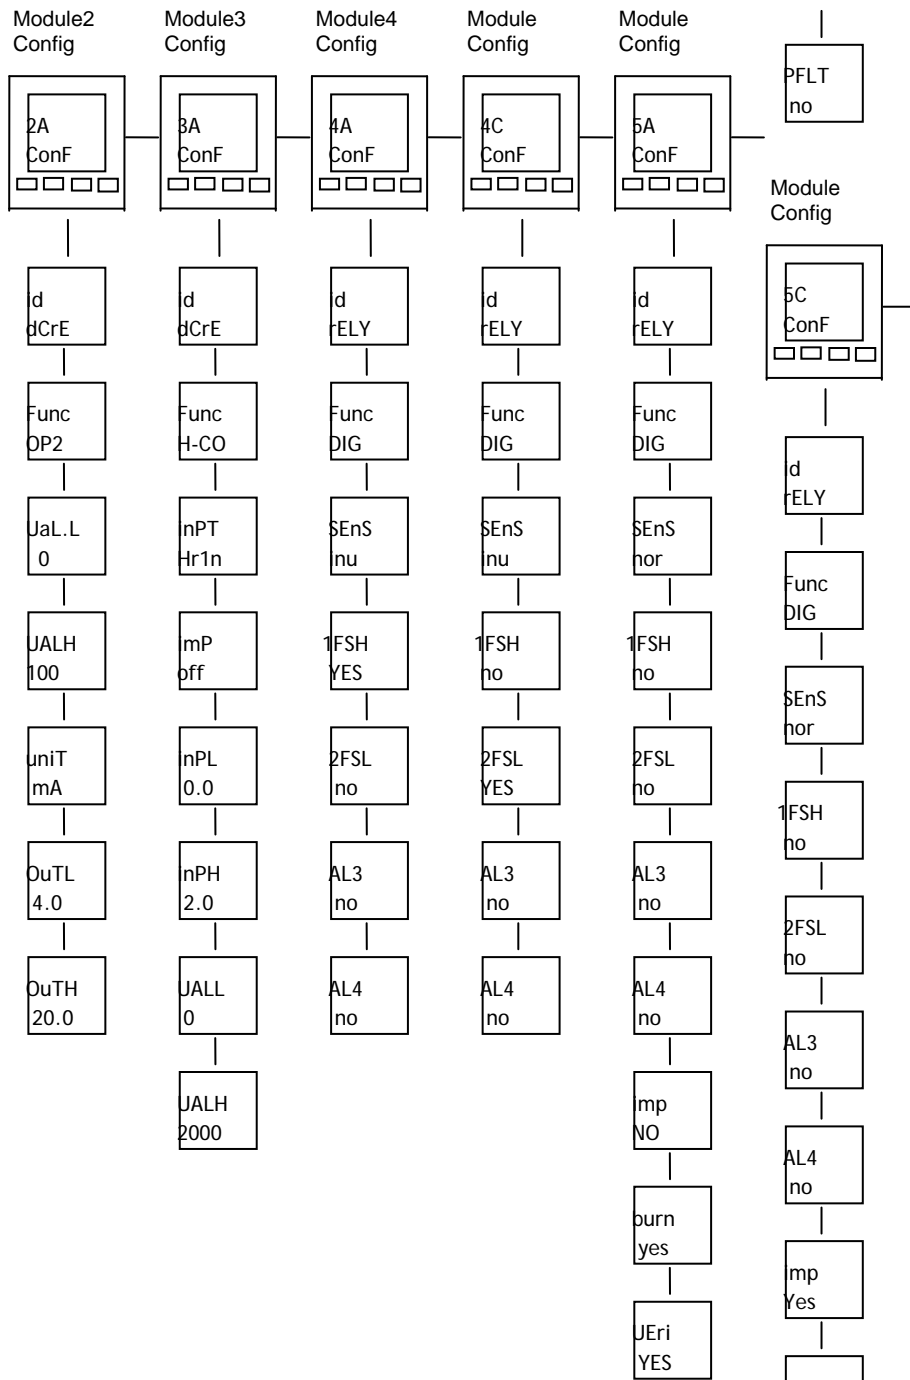 Module2
Config
2A
ConF
id
dCrE
Func
OP2
UaL.L
0
UALH
100
uniT
mA
OuTL
4.0
OuTH
20.0
Module3
Config
3A
ConF
id
dCrE
Func
H-CO
inPT
Hr1n
imP
off
inPL
0.0
inPH
2.0
UALL
0
UALH
2000
Module4
Config
4A
ConF
id
rELY
Func
DIG
SEnS
inu
1FSH
YES
2FSL
no
AL3
no
AL4
no
Module
Config
4C
ConF
id
rELY
Func
DIG
SEnS
inu
1FSH
no
2FSL
YES
AL3
no
AL4
no
Module
Config
5A
ConF
id
rELY
Func
DIG
SEnS
nor
1FSH
no
2FSL
no
AL3
no
AL4
no
imp
NO
burn
yes
UEri
YES
PFLT
no
Module
Config
5C
ConF
id
rELY
Func
DIG
SEnS
nor
1FSH
no
2FSL
no
AL3
no
AL4
no
imp
Yes